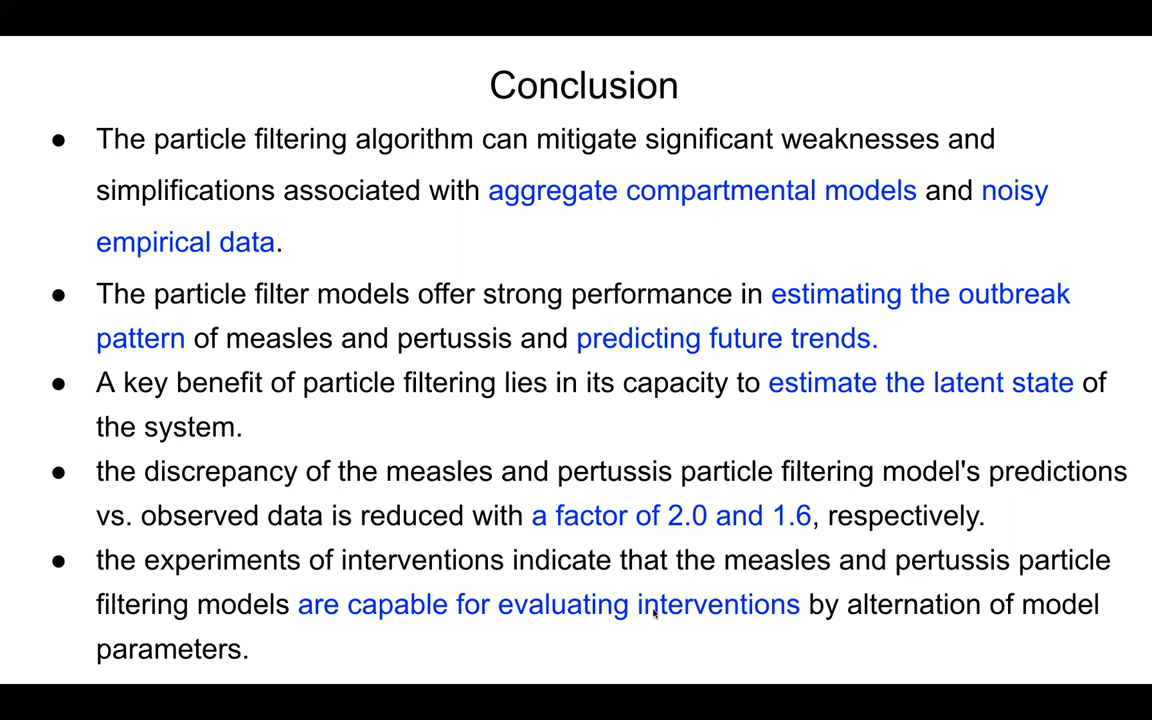 Conclusion
● The particle filtering algorithm can mitigate significant weaknesses and
simplifications associated with aggregate compartmental models and noisy
empirical data.
● The particle filter models offer strong performance in estimating the outbreak
pattern of measles and pertussis and predicting future trends.
● A key benefit of particle filtering lies in its capacity to estimate the latent state of
the system.
● the discrepancy of the measles and pertussis particle filtering model's predictions
vs. observed data is reduced with a factor of 2.0 and 1.6, respectively.
● the experiments of interventions indicate that the measles and pertussis particle
filtering models are capable for evaluating interventions by alternation of model
parameters.